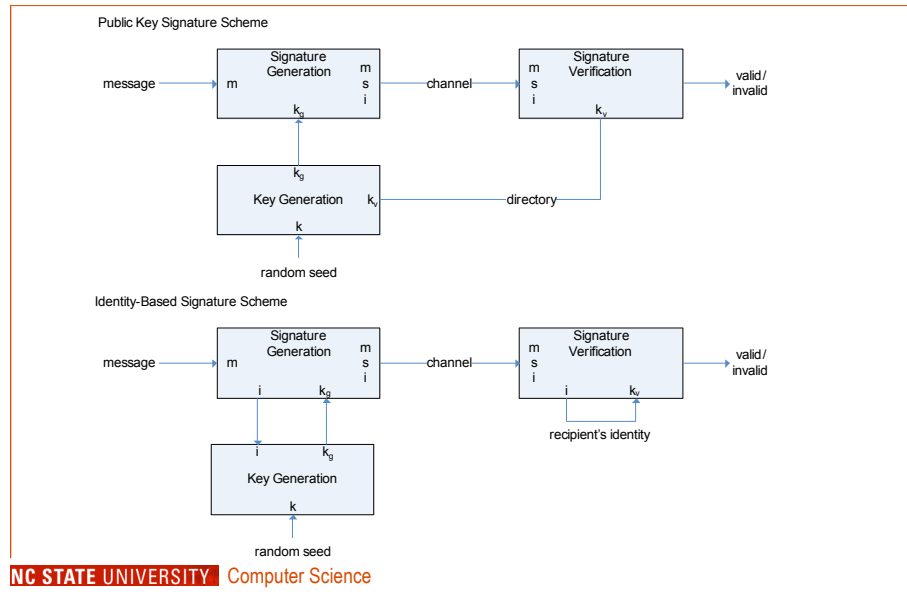 Public Key Signature Scheme
message
m
Signature
Generation
m
s
i
kg
channel
m
s
i
Signature
Verification
kv
valid/
invalid
kg
Key Generation
kv
k
directory
random seed
Identity-Based Signature Scheme
message
m
Signature
Generation
m
s
i
i
kg
channel
m
s
i
Signature
Verification
i
kv
valid/
invalid
recipient's identity
i
kg
Key Generation
k
random seed
NC STATE UNIVERSITY Computer Science